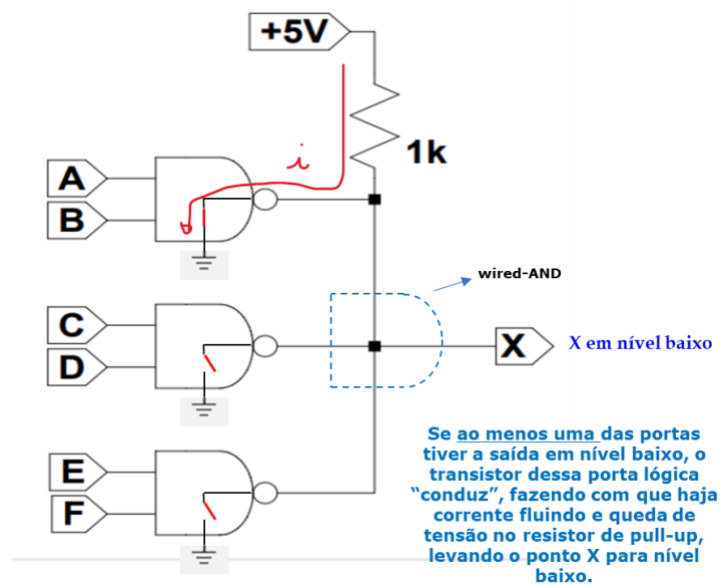 +5V
1k
i
A
B
wired-AND
C
D
X
X em nível baixo
E
F
Se ao menos uma das portas
tiver a saída em nível baixo, o
transistor dessa porta lógica
“conduz”, fazendo com que haja
corrente fluindo e queda de
tensão no resistor de pull-up,
levando o ponto X para nível
baixo.